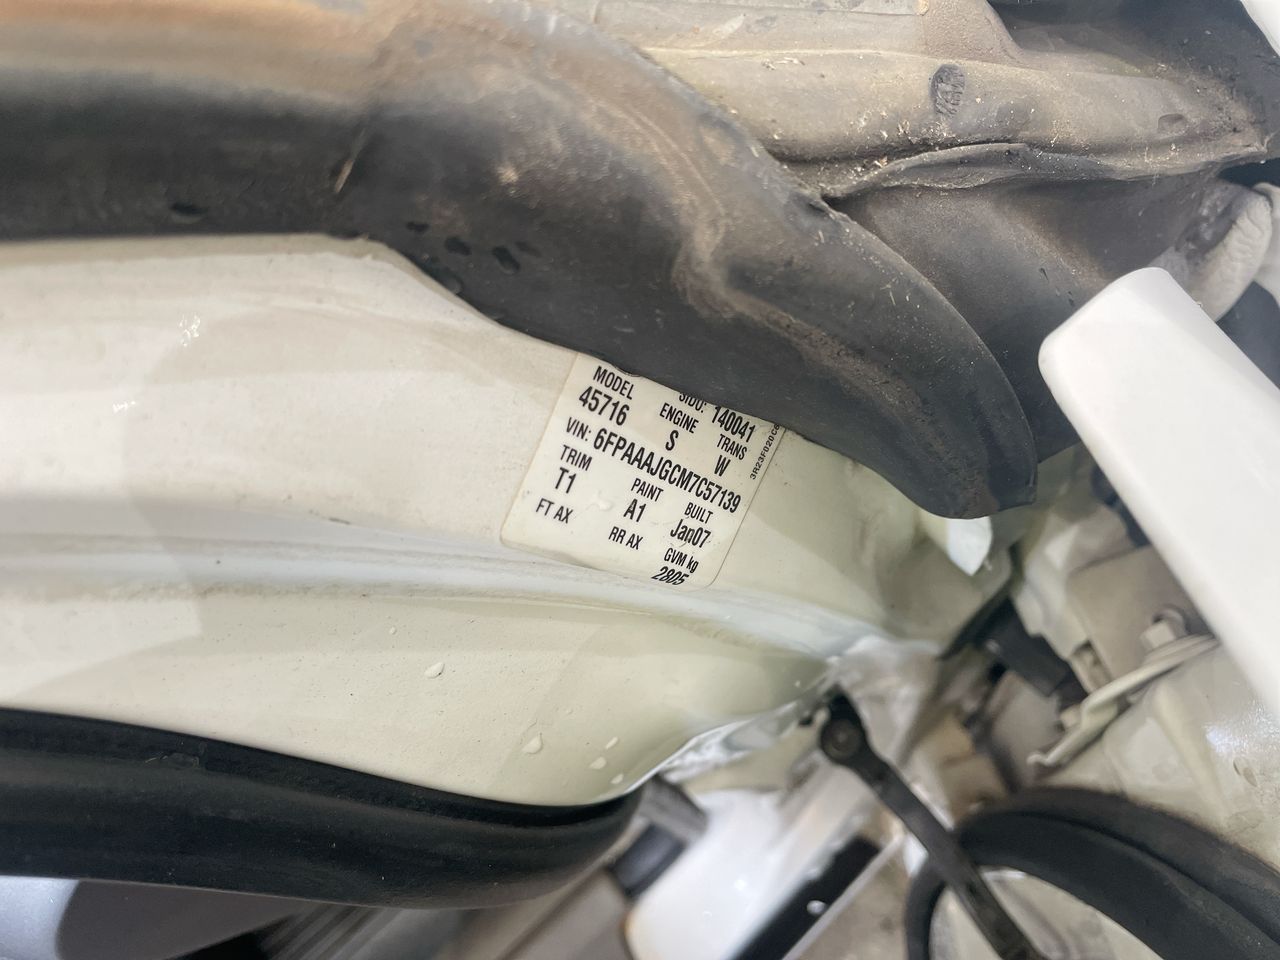 SIDO: 140041
MODEL ENGINE TRANS
45716 S W
VIN: 6FPAAAJGCM7C57139
TRIM PAINT BUILT
T1 A1 Jan07
FT AX RR AX GVM kg
2805